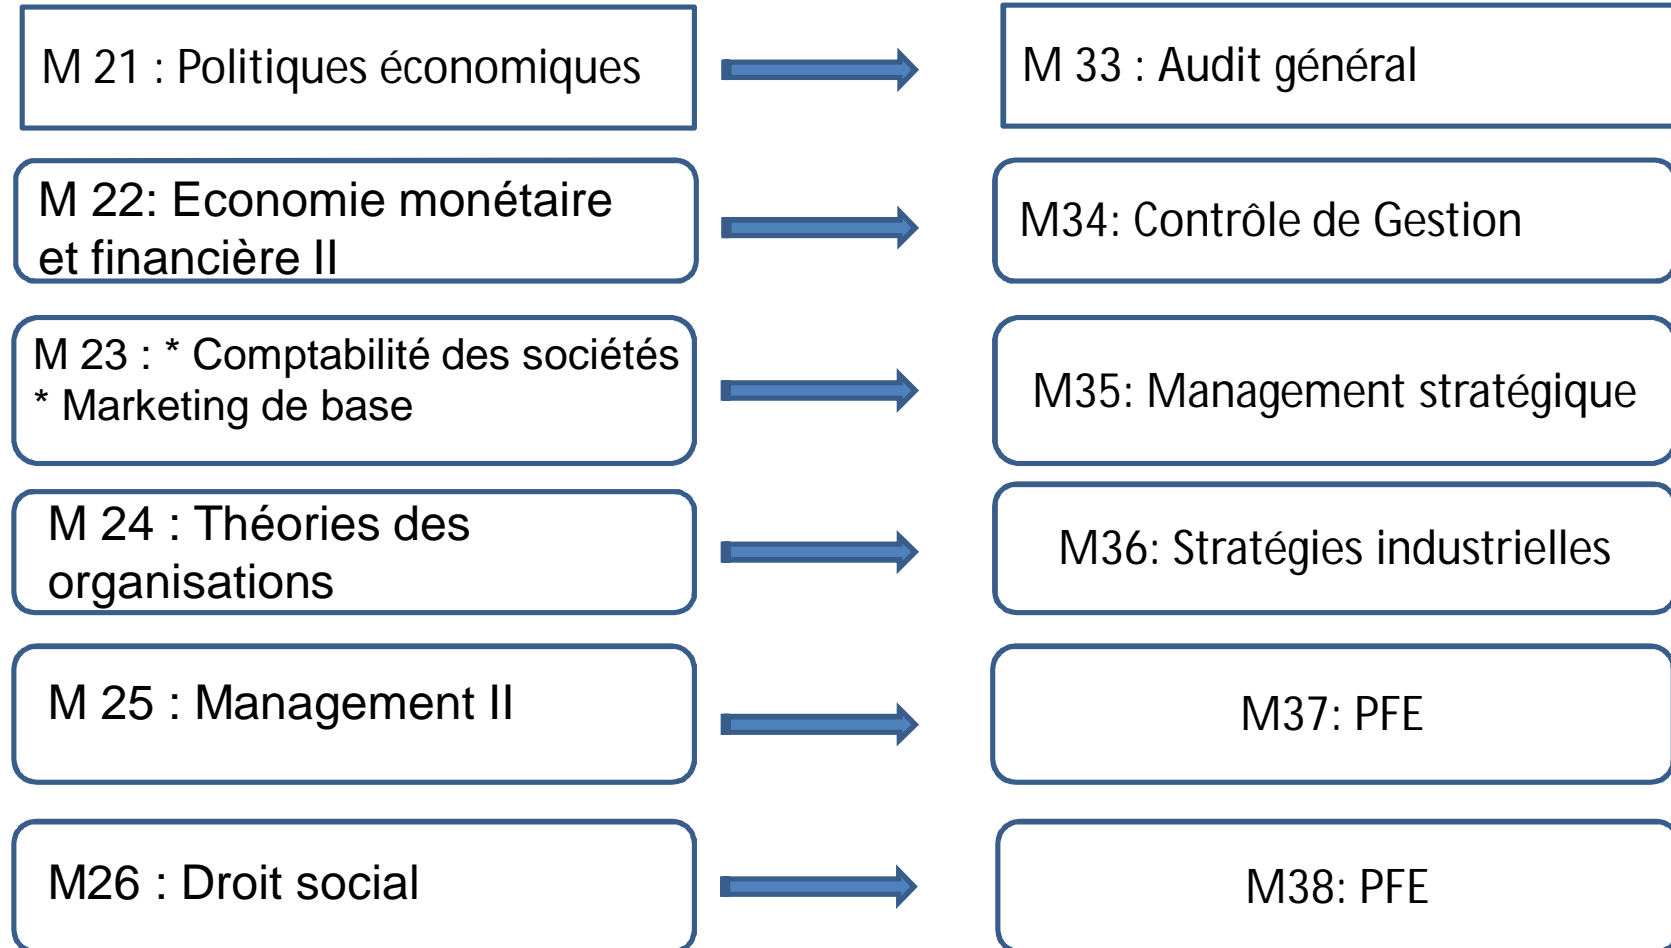 M 21 : Politiques économiques
M 33 : Audit général
M 22: Economie monétaire
et financière II
M34: Contrôle de Gestion
M 23 : * Comptabilité des sociétés
* Marketing de base
M35: Management stratégique
M 24 : Théories des
organisations
M36: Stratégies industrielles
M 25 : Management II
M37: PFE
M26 : Droit social
M38: PFE